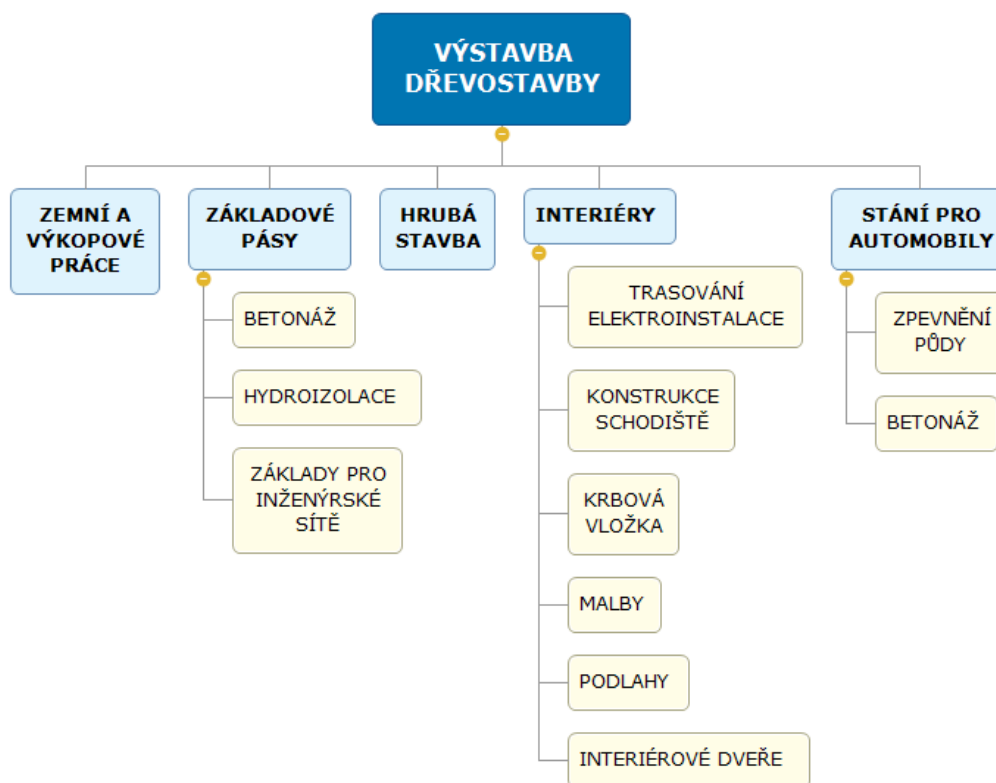 VÝSTAVBA
DŘEVOSTAVBY
ZEMNÍ A
VÝKOPOVÉ
PRÁCE
ZÁKLADOVÉ
PÁSY
BETONÁŽ
HYDROIZOLACE
ZÁKLADY PRO
INŽENÝRSKÉ
SÍTĚ
HRUBÁ
STAVBA
INTERIÉRY
TRASOVÁNÍ
ELEKTROINSTALACE
KONSTRUKCE
SCHODIŠTĚ
KRBOVÁ
VLOŽKA
MALBY
PODLAHY
INTERIÉROVÉ DVEŘE
STÁNÍ PRO
AUTOMOBILY
ZPEVNĚNÍ
PŮDY
BETONÁŽ